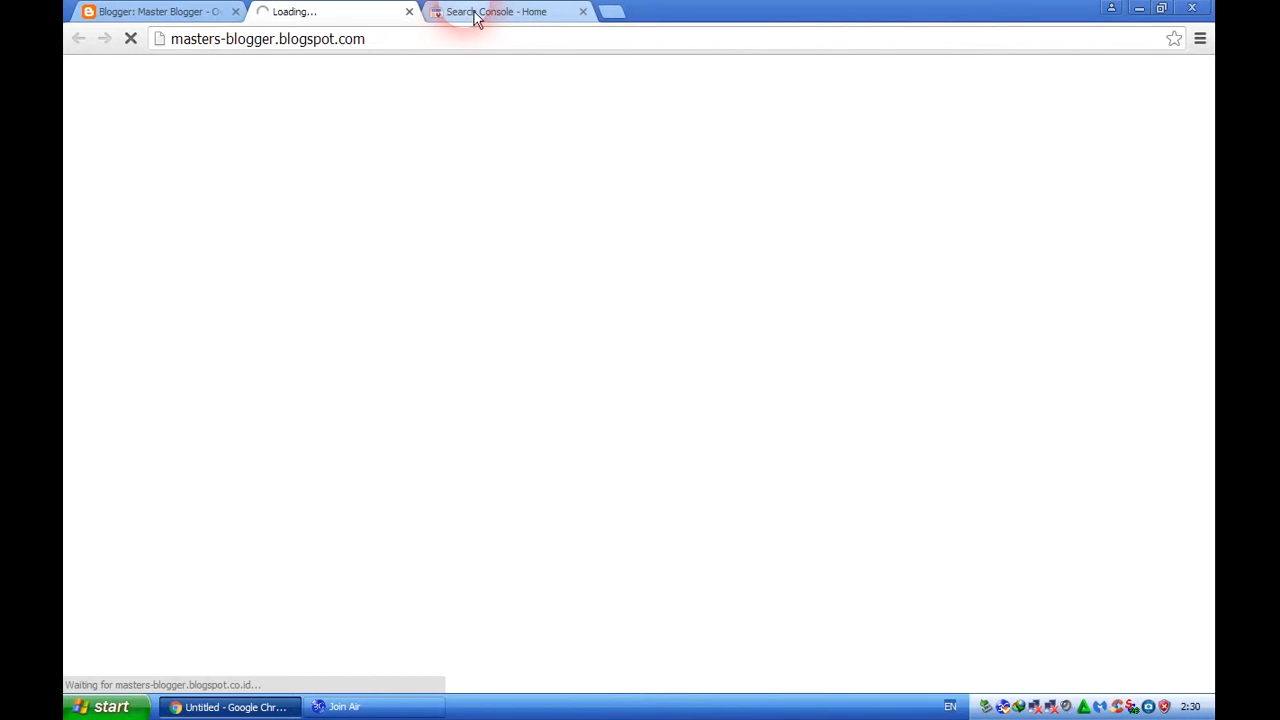 Blogger: Master Blogger - Ov
Loading...
Search Console - Home
masters-blogger.blogspot.com
Waiting for masters-blogger.blogspot.co.id...
start
Untitled - Google Chr...
Join Air
EN
2:30